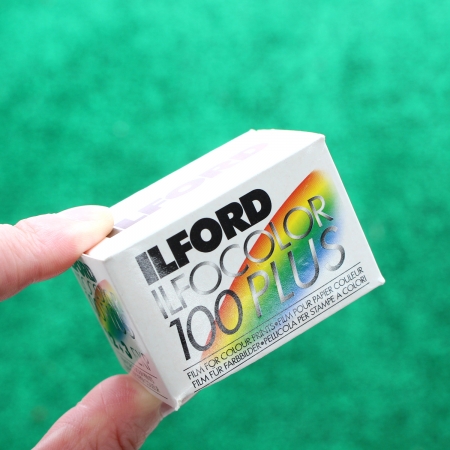 ILFORD
ILFORD
ILFOCOLOR
100 PLUS
FILM FOR COLOUR PRINTS•FILM POUR PAPIER COULEUR
FILM FÜR FARBBILDER•PELLICOLA PER STAMPE A COLORI